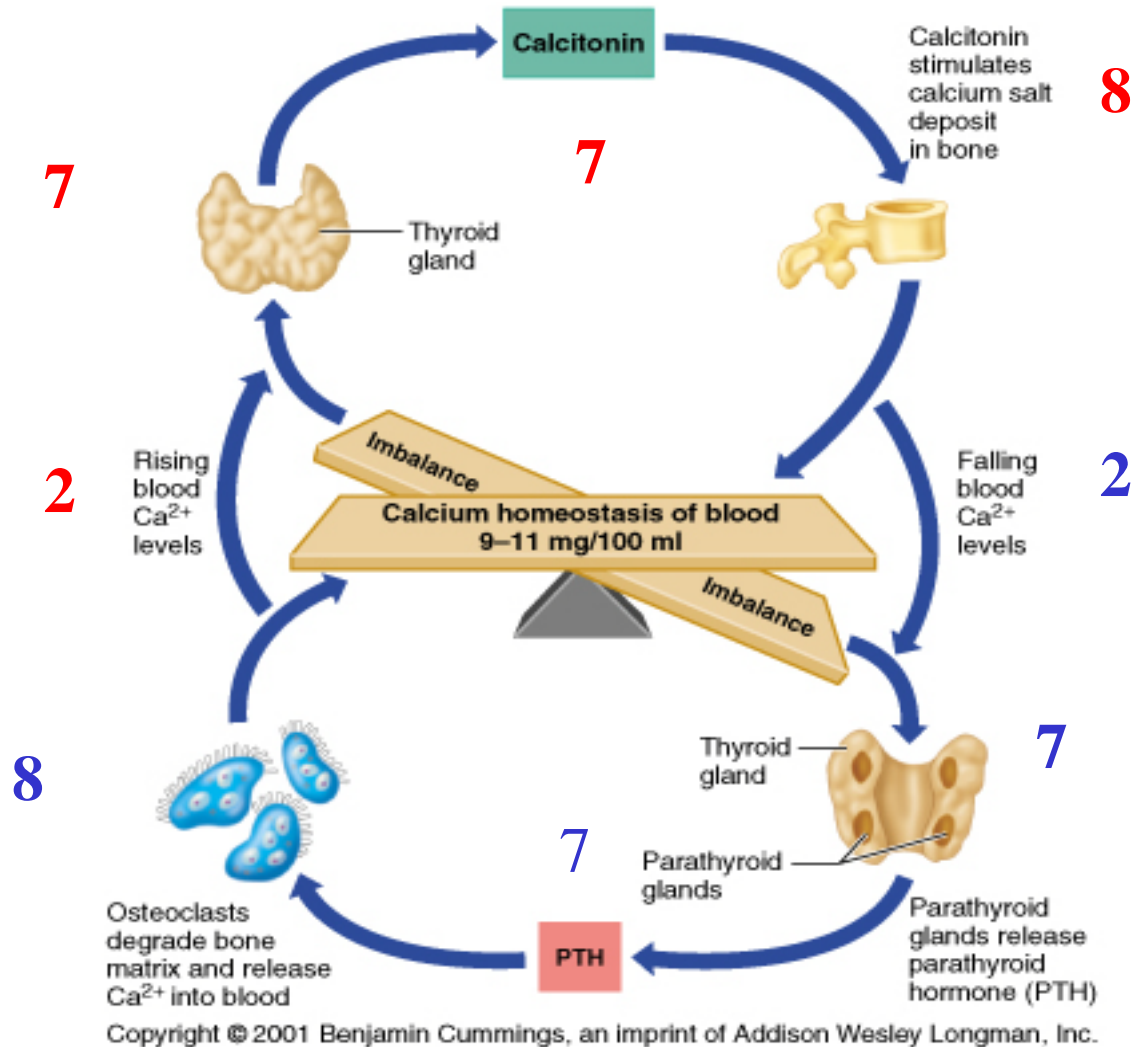 Calcitonin
Calcitonin
stimulates
calcium salt
deposit
in bone
8
7
7
Thyroid
gland
Imbalance
Rising
blood
Ca2+
levels
2
Falling
blood
Ca2+
levels
2
Calcium homeostasis of blood
9–11 mg/100 ml
Imbalance
Thyroid
gland
7
8
7
Parathyroid
glands
Osteoclasts
degrade bone
matrix and release
Ca2+ into blood
PTH
Parathyroid
glands release
parathyroid
hormone (PTH)
Copyright © 2001 Benjamin Cummings, an imprint of Addison Wesley Longman, Inc.